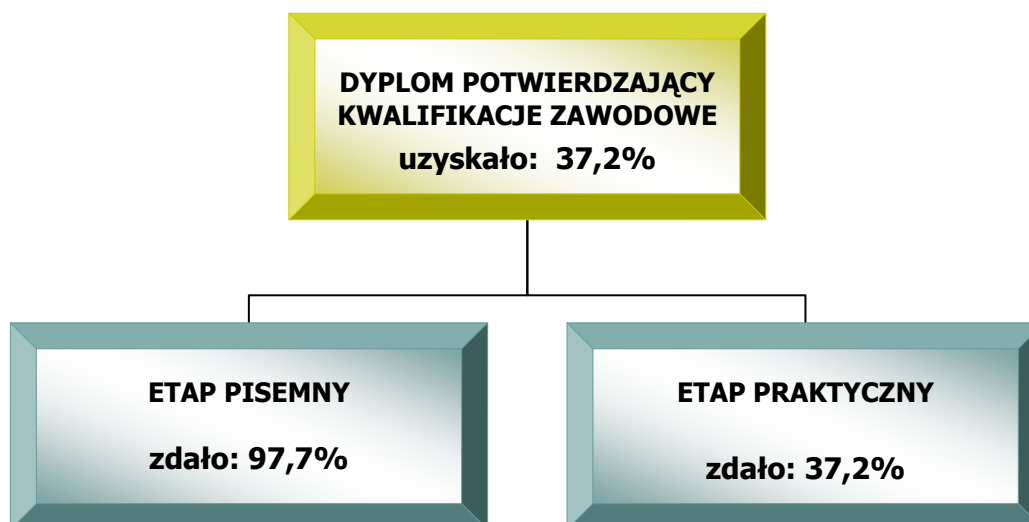 DYPLOM POTWIERDZAJĄCY
KWALIFIKACJE ZAWODOWE
uzyskało: 37,2%
ETAP PISEMNY
zdało: 97,7%
ETAP PRAKTYCZNY
zdało: 37,2%